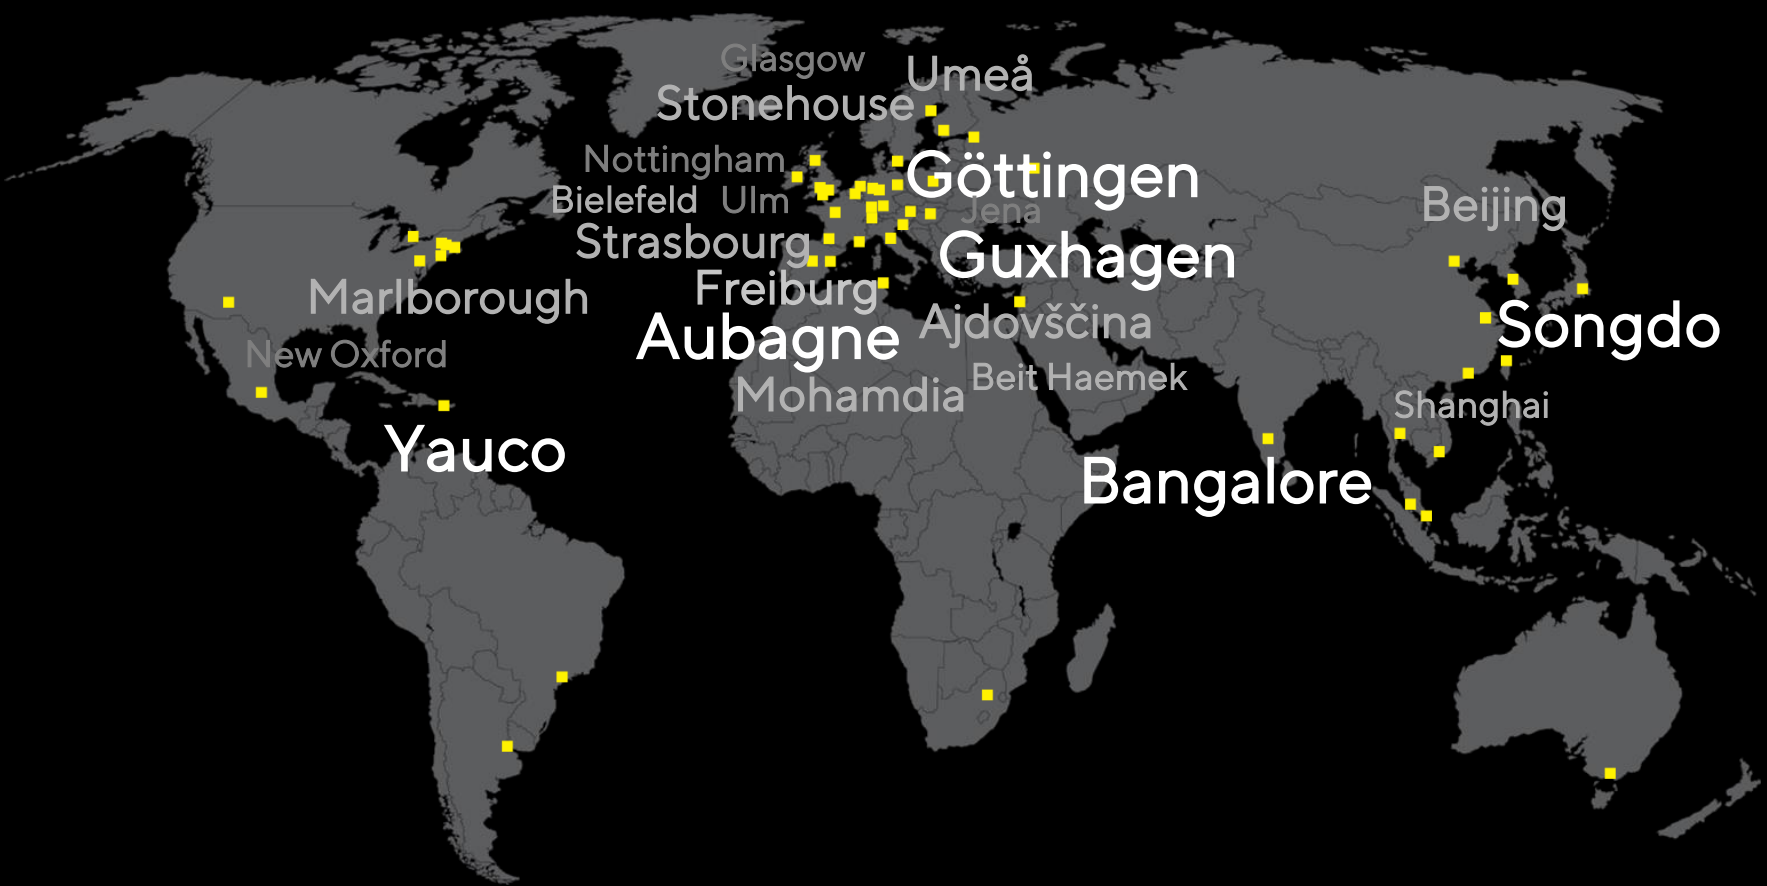 Glasgow
Umeå
Stonehouse
Nottingham
Göttingen
Bielefeld
Ulm
Jena
Beijing
Strasbourg
Guxhagen
Freiburg
Marlborough
Ajdovščina
Songdo
Aubagne
New Oxford
Beit Haemek
Mohamdia
Shanghai
Yauco
Bangalore